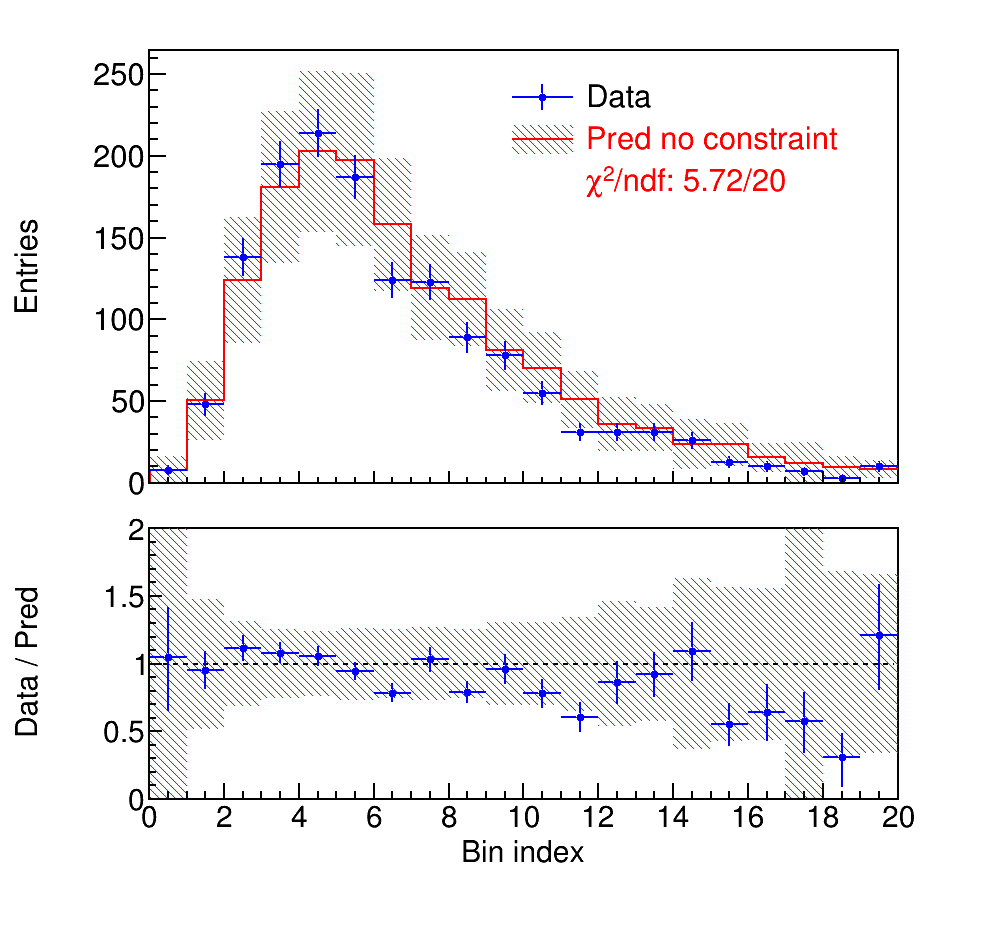 250
200
150
100
50
0
Entries
Data
Pred no constraint
χ²/ndf: 5.72/20
2
1.5
1
0.5
0
Data / Pred
0 2 4 6 8 10 12 14 16 18 20
Bin index